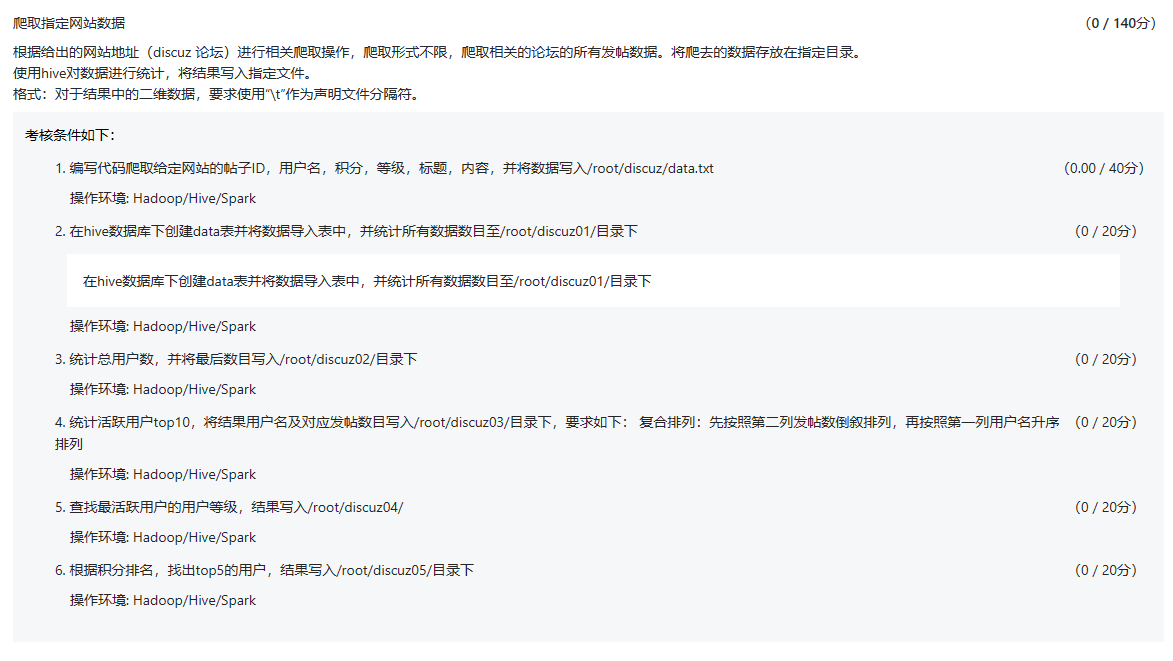 爬取指定网站数据 （0 / 140分）
根据给出的网站地址（discuz 论坛）进行相关爬取操作，爬取形式不限，爬取相关的论坛的所有发帖数据。将爬去的数据存放在指定目录。
使用hive对数据进行统计，将结果写入指定文件。
格式：对于结果中的二维数据，要求使用"\t"作为声明文件分隔符。
考核条件如下：
1. 编写代码爬取给定网站的帖子ID，用户名，积分，等级，标题，内容，并将数据写入/root/discuz/data.txt （0.00 / 40分）
操作环境: Hadoop/Hive/Spark
2. 在hive数据库下创建data表并将数据导入表中，并统计所有数据数目至/root/discuz01/目录下 （0 / 20分）
在hive数据库下创建data表并将数据导入表中，并统计所有数据数目至/root/discuz01/目录下
操作环境: Hadoop/Hive/Spark
3. 统计总用户数，并将最后数目写入/root/discuz02/目录下 （0 / 20分）
操作环境: Hadoop/Hive/Spark
4. 统计活跃用户top10，将结果用户名及对应发帖数目写入/root/discuz03/目录下，要求如下： 复合排列：先按照第二列发帖数倒叙排列，再按照第一列用户名升序 （0 / 20分）
排列
操作环境: Hadoop/Hive/Spark
5. 查找最活跃用户的用户等级，结果写入/root/discuz04/ （0 / 20分）
操作环境: Hadoop/Hive/Spark
6. 根据积分排名，找出top5的用户，结果写入/root/discuz05/目录下 （0 / 20分）
操作环境: Hadoop/Hive/Spark